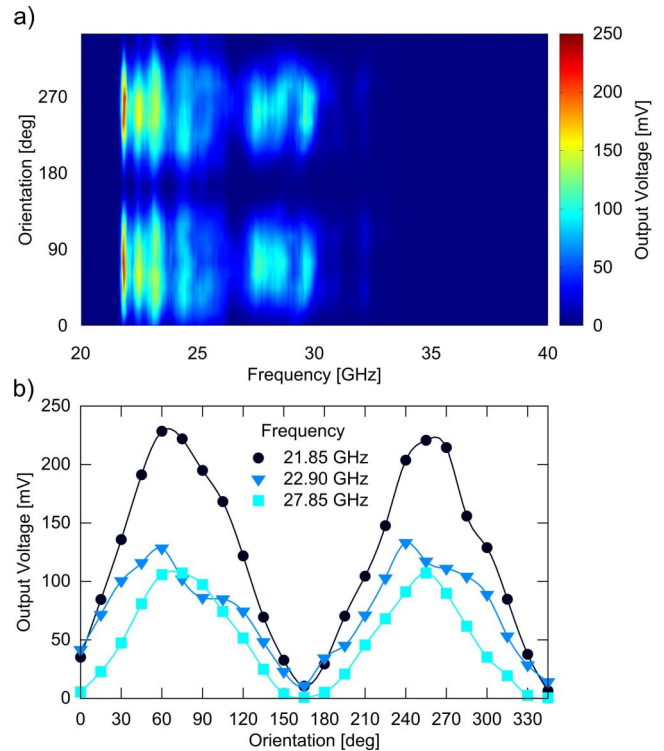 a)
Orientation [deg]
270
180
90
0
20 25 30 35 40
Frequency [GHz]
250
200
150
100
50
0
Output Voltage [mV]
b)
Output Voltage [mV]
250
200
150
100
50
0
Frequency
21.85 GHz
22.90 GHz
27.85 GHz
0 30 60 90 120 150 180 210 240 270 300 330
Orientation [deg]